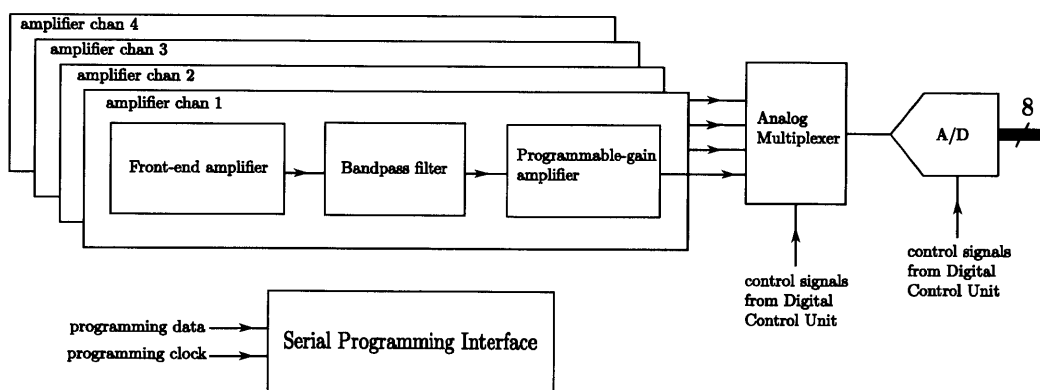 amplifier chan 4
amplifier chan 3
amplifier chan 2
amplifier chan 1
Front-end amplifier
Bandpass filter
Programmable-gain
amplifier
Analog
Multiplexer
A/D
8
control signals
from Digital
Control Unit
control signals
from Digital
Control Unit
programming data
programming clock
Serial Programming Interface